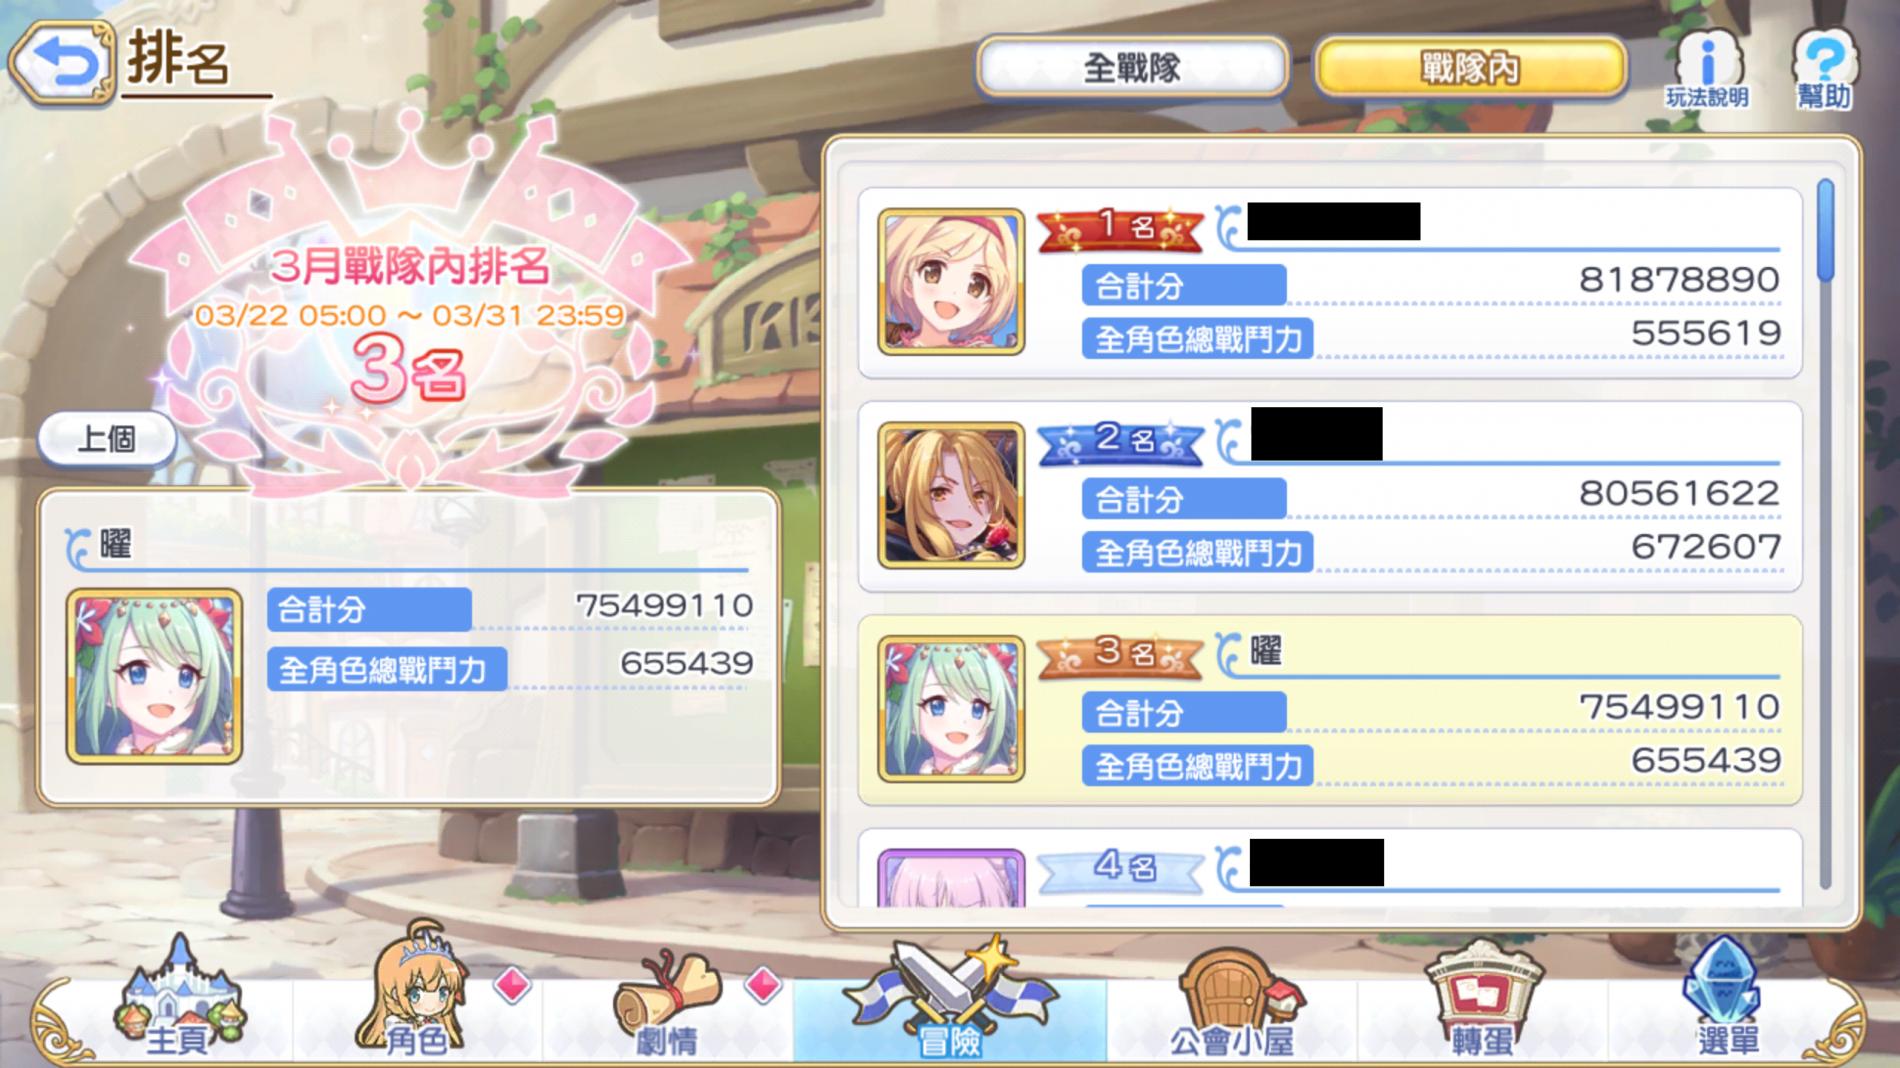 排名
全戰隊
戰隊內
玩法說明
幫助
3月戰隊內排名
03/22 05:00 ～ 03/31 23:59
3名
上個
曜
合計分 75499110
全角色總戰鬥力 655439
1名
合計分 81878890
全角色總戰鬥力 555619
2名
合計分 80561622
全角色總戰鬥力 672607
3名 曜
合計分 75499110
全角色總戰鬥力 655439
4名
主頁
角色
劇情
冒險
公會小屋
轉蛋
選單